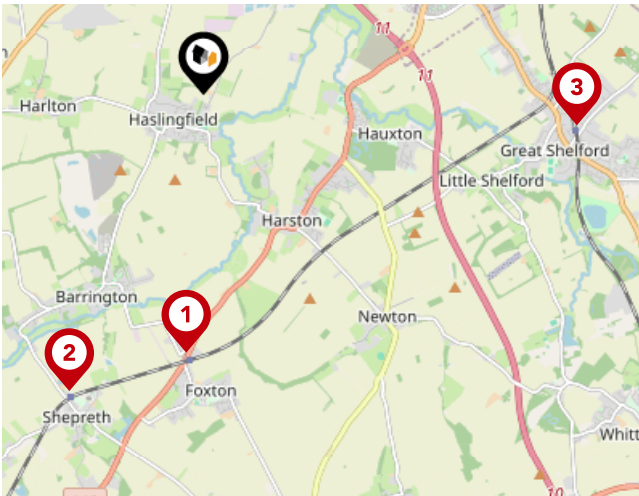 11
3
Harlton
Haslingfield
11
Hauxton
Great Shelford
Little Shelford
Harston
Barrington
1
Newton
2
Foxton
Shepreth
Whitt
10